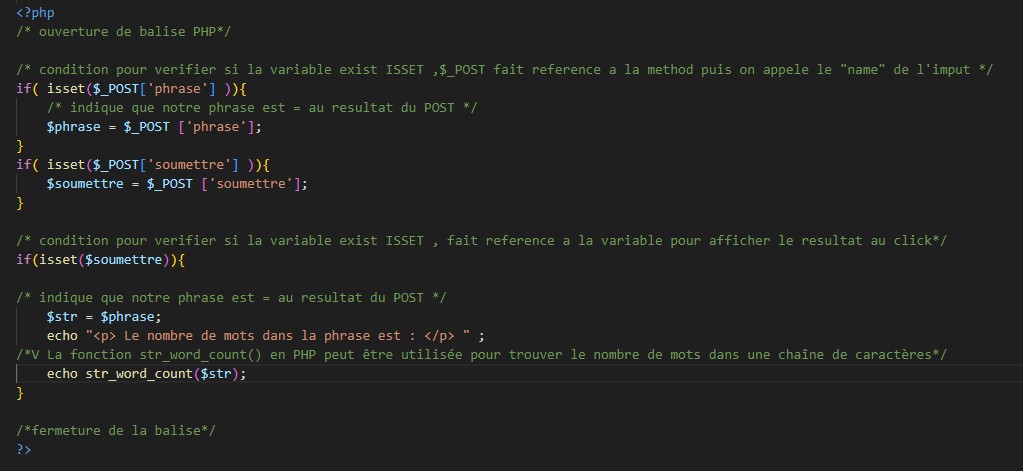 <?php
/* ouverture de balise PHP*/
/* condition pour verifier si la variable exist ISSET ,$_POST fait reference a la method puis on appele le "name" de l'imput */
if( isset($_POST['phrase'] )){
/* indique que notre phrase est = au resultat du POST */
$phrase = $_POST ['phrase'];
}
if( isset($_POST['soumettre'] )){
$soumettre = $_POST ['soumettre'];
}
/* condition pour verifier si la variable exist ISSET , fait reference a la variable pour afficher le resultat au click*/
if(isset($soumettre)){
/* indique que notre phrase est = au resultat du POST */
$str = $phrase;
echo "<p> Le nombre de mots dans la phrase est : </p> " ;
/*V La fonction str_word_count() en PHP peut être utilisée pour trouver le nombre de mots dans une chaîne de caractères*/
echo str_word_count($str);
}
/*fermeture de la balise*/
?>